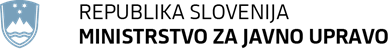 REPUBLIKA SLOVENIJA
MINISTRSTVO ZA JAVNO UPRAVO